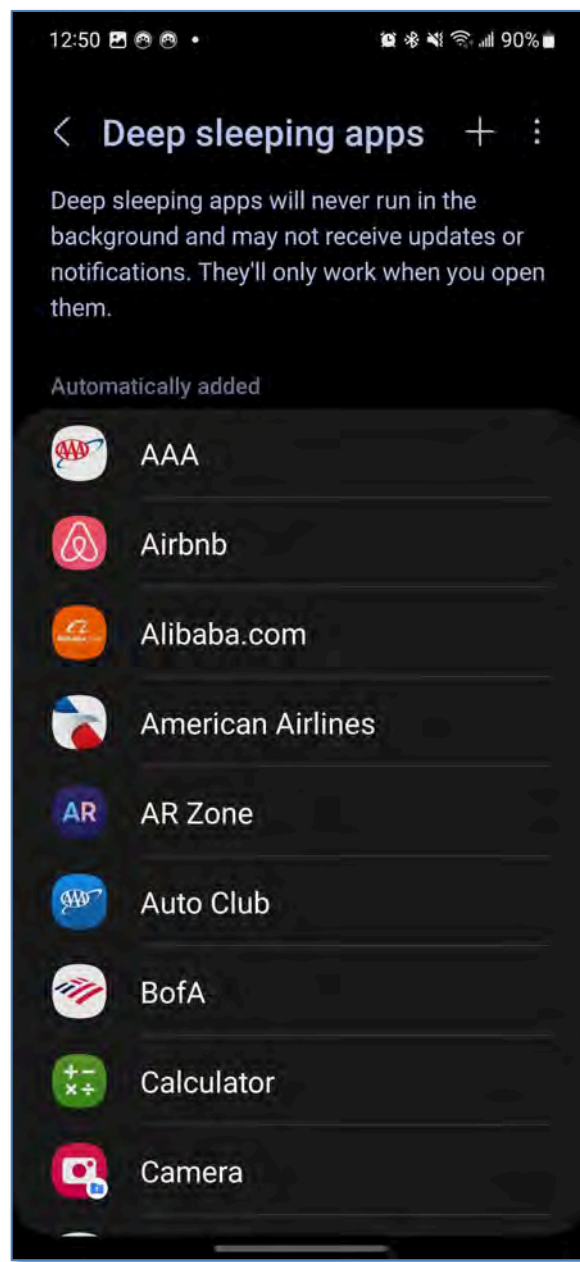 12:50 90%
Deep sleeping apps
Deep sleeping apps will never run in the
background and may not receive updates or
notifications. They'll only work when you open
them.
Automatically added
AAA
AAA
Airbnb
Alibaba.com
American Airlines
AR
AR Zone
AAA
Auto Club
BofA
Calculator
Camera